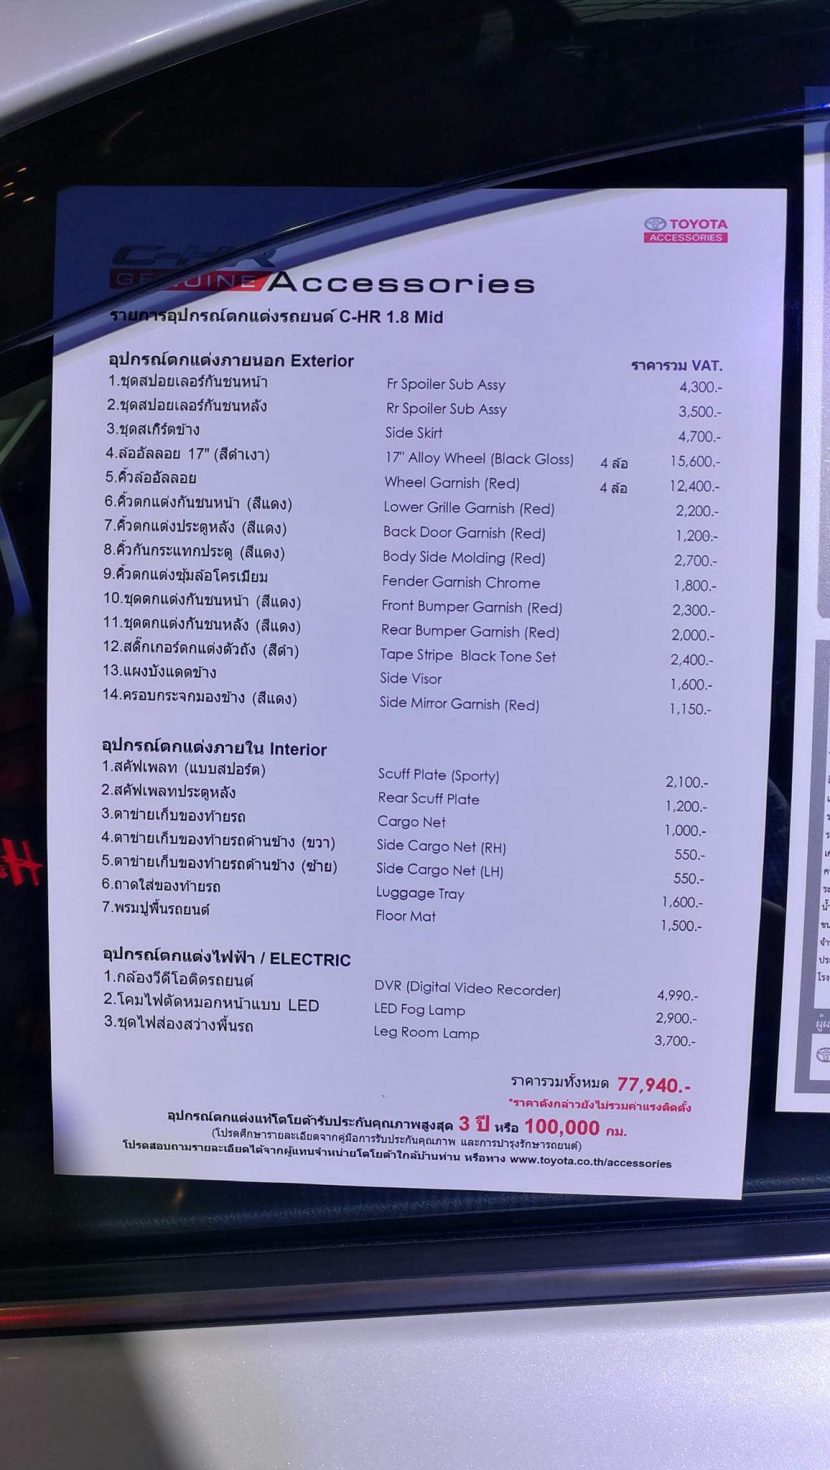 TOYOTA
ACCESSORIES
C-HR
GENUINE Accessories
รายการอุปกรณ์ตกแต่งรถยนต์ C-HR 1.8 Mid
อุปกรณ์ตกแต่งภายนอก Exterior ราคารวม VAT.
1.ชุดสปอยเลอร์กันชนหน้า Fr Spoiler Sub Assy 4,300.-
2.ชุดสปอยเลอร์กันชนหลัง Rr Spoiler Sub Assy 3,500.-
3.ชุดสเกิร์ตข้าง Side Skirt 4,700.-
4.ล้ออัลลอย 17" (สีดำเงา) 17" Alloy Wheel (Black Gloss) 4 ล้อ 15,600.-
5.คิ้วล้ออัลลอย Wheel Garnish (Red) 4 ล้อ 12,400.-
6.คิ้วตกแต่งกันชนหน้า (สีแดง) Lower Grille Garnish (Red) 2,200.-
7.คิ้วตกแต่งประตูหลัง (สีแดง) Back Door Garnish (Red) 1,200.-
8.คิ้วกันกระแทกประตู (สีแดง) Body Side Molding (Red) 2,700.-
9.คิ้วตกแต่งซุ้มล้อโครเมียม Fender Garnish Chrome 1,800.-
10.ชุดตกแต่งกันชนหน้า (สีแดง) Front Bumper Garnish (Red) 2,300.-
11.ชุดตกแต่งกันชนหลัง (สีแดง) Rear Bumper Garnish (Red) 2,000.-
12.สติ๊กเกอร์ตกแต่งตัวถัง (สีดำ) Tape Stripe Black Tone Set 2,400.-
13.แผงบังแดดข้าง Side Visor 1,600.-
14.ครอบกระจกมองข้าง (สีแดง) Side Mirror Garnish (Red) 1,150.-
อุปกรณ์ตกแต่งภายใน Interior
1.สคัฟเพลท (แบบสปอร์ต) Scuff Plate (Sporty) 2,100.-
2.สคัฟเพลทประตูหลัง Rear Scuff Plate 1,200.-
3.ตาข่ายเก็บของท้ายรถ Cargo Net 1,000.-
4.ตาข่ายเก็บของท้ายรถด้านข้าง (ขวา) Side Cargo Net (RH) 550.-
5.ตาข่ายเก็บของท้ายรถด้านข้าง (ซ้าย) Side Cargo Net (LH) 550.-
6.ถาดใส่ของท้ายรถ Luggage Tray 1,600.-
7.พรมปูพื้นรถยนต์ Floor Mat 1,500.-
อุปกรณ์ตกแต่งไฟฟ้า / ELECTRIC
1.กล้องวีดีโอติดรถยนต์ DVR (Digital Video Recorder) 4,990.-
2.โคมไฟตัดหมอกหน้าแบบ LED LED Fog Lamp 2,900.-
3.ชุดไฟส่องสว่างพื้นรถ Leg Room Lamp 3,700.-
ราคารวมทั้งหมด 77,940.-
*ราคาดังกล่าวยังไม่รวมค่าแรงติดตั้ง
อุปกรณ์ตกแต่งแท้โตโยต้ารับประกันคุณภาพสูงสุด 3 ปี หรือ 100,000 กม.
(โปรดศึกษารายละเอียดจากคู่มือการรับประกันคุณภาพ และการบำรุงรักษารถยนต์)
โปรดสอบถามรายละเอียดได้จากผู้แทนจำหน่ายโตโยต้าใกล้บ้านท่าน หรือทาง www.toyota.co.th/accessories